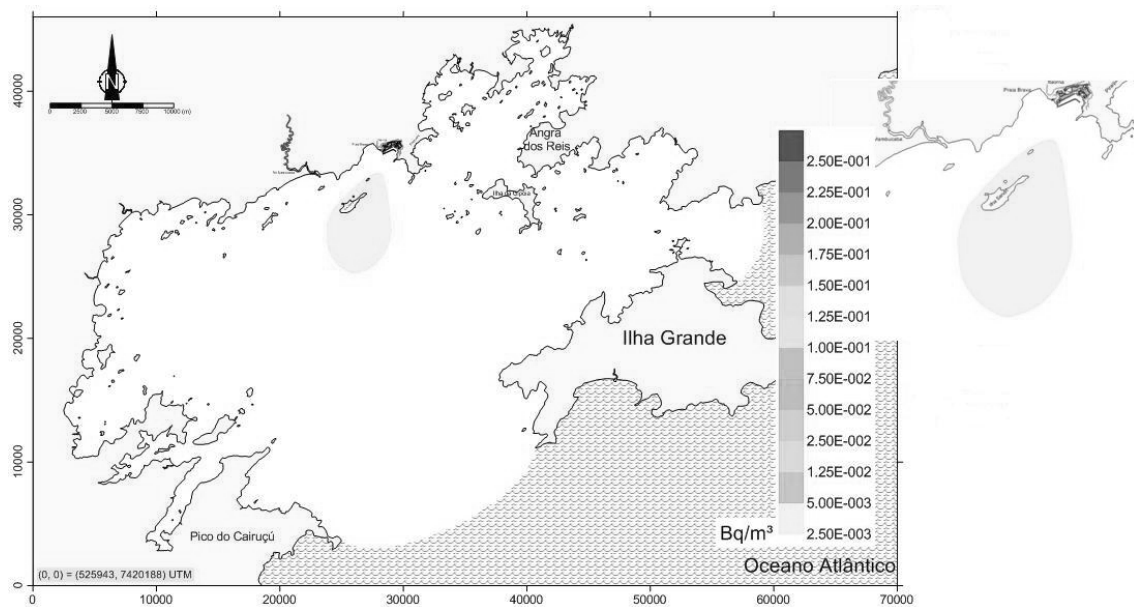 N
0 2500 5000 7500 10000 (m)
40000
30000
20000
10000
0
0 10000 20000 30000 40000 50000 60000 70000
Angra
dos Reis
Ilha Grande
Pico do Cairuçú
Oceano Atlântico
(0, 0) = (525943, 7420188) UTM
2.50E-001
2.25E-001
2.00E-001
1.75E-001
1.50E-001
1.25E-001
1.00E-001
7.50E-002
5.00E-002
2.50E-002
1.25E-002
5.00E-003
2.50E-003
Bq/m³
Praia Brava